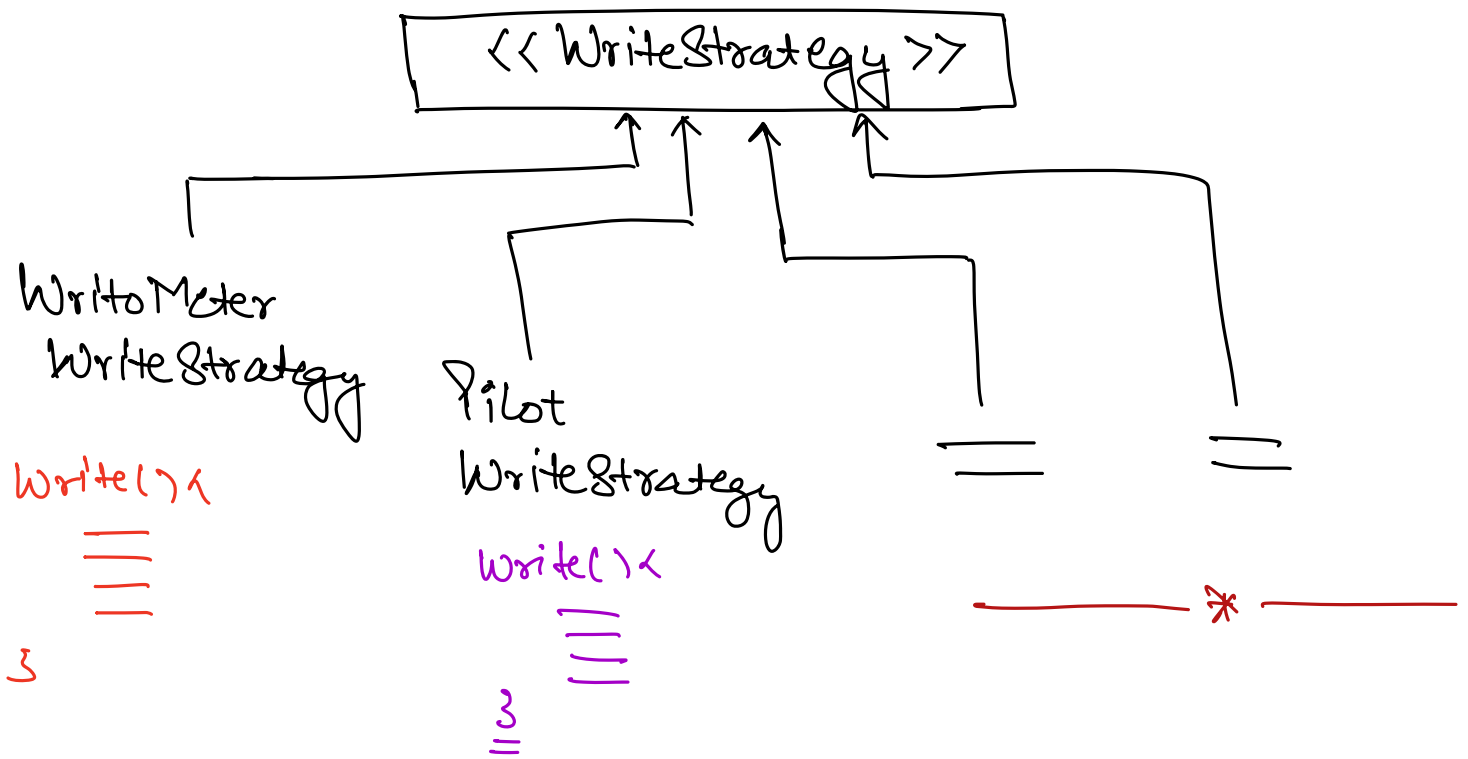 << WriteStrategy >>
WritoMeter
WriteStrategy
Write() {
}
Pilot
WriteStrategy
Write() {
}